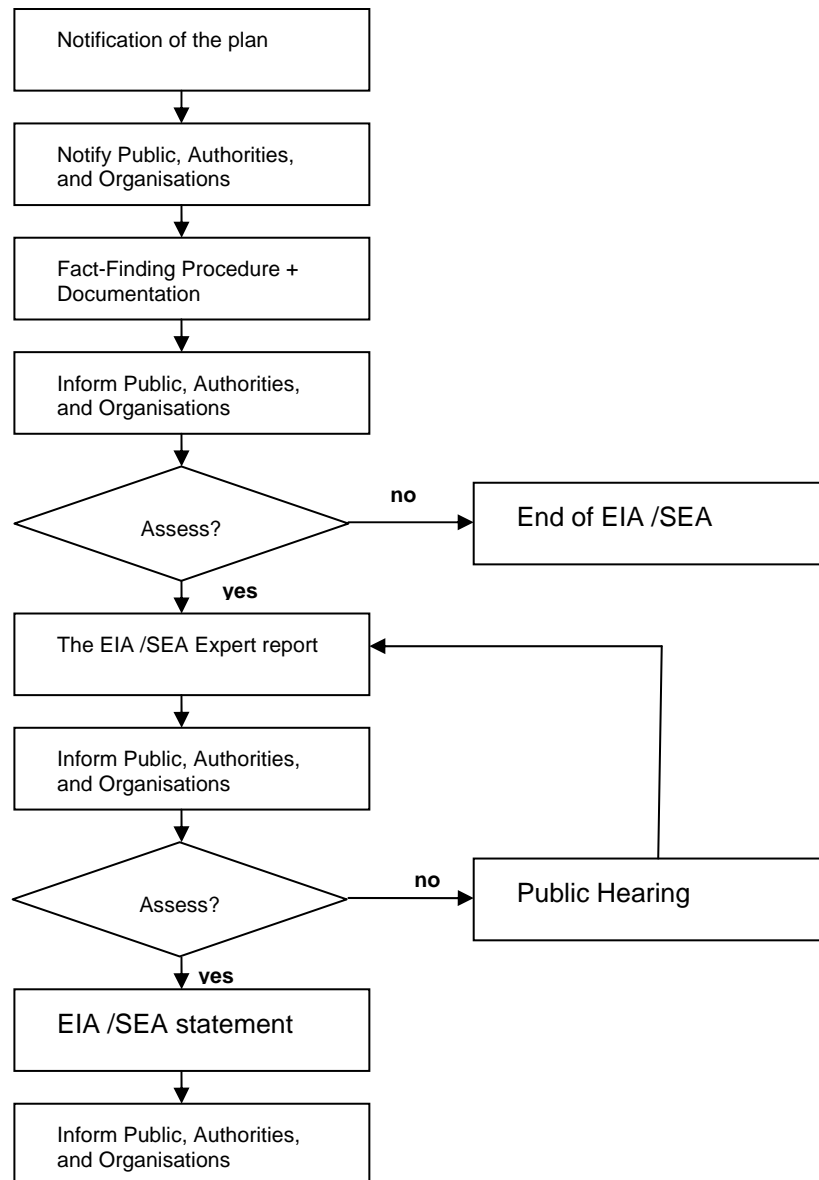 Notification of the plan
Notify Public, Authorities,
and Organisations
Fact-Finding Procedure +
Documentation
Inform Public, Authorities,
and Organisations
Assess?
no
End of EIA /SEA
yes
The EIA /SEA Expert report
Inform Public, Authorities,
and Organisations
Assess?
no
Public Hearing
yes
EIA /SEA statement
Inform Public, Authorities,
and Organisations